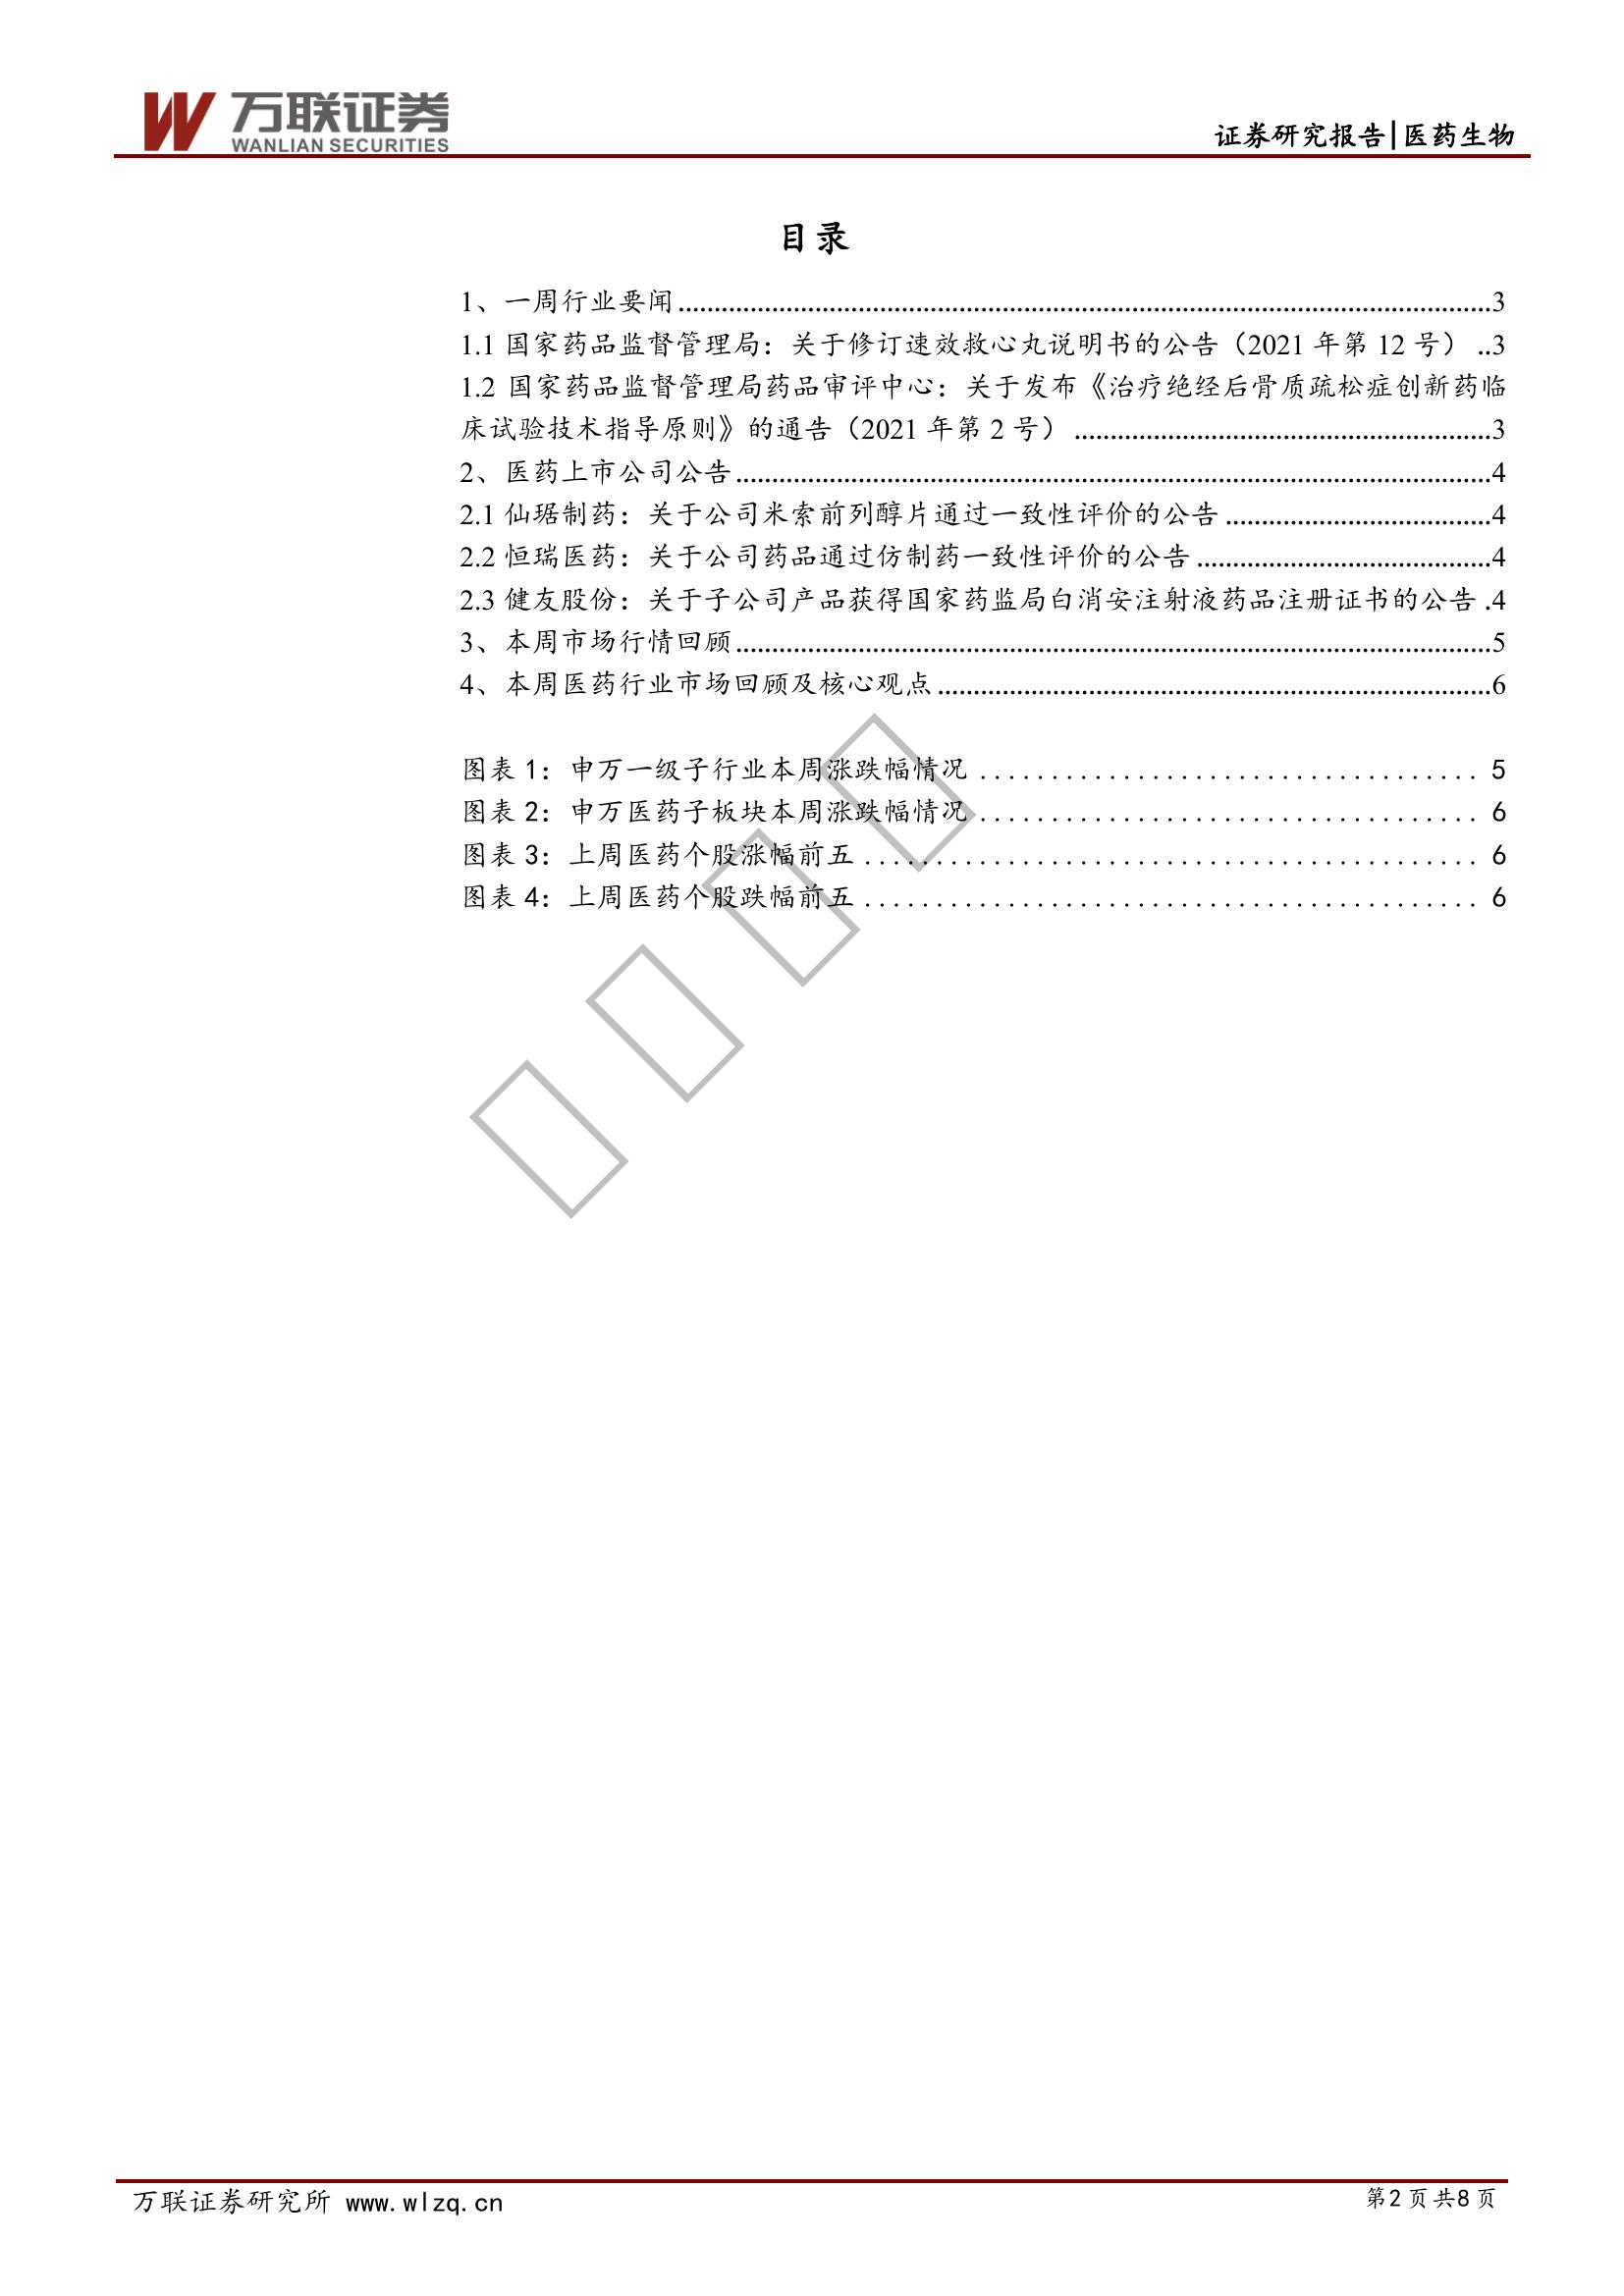 万联证券
WANLIAN SECURITIES
证券研究报告|医药生物
目录
1、一周行业要闻....................3
1.1 国家药品监督管理局：关于修订速效救心丸说明书的公告（2021 年第 12 号）..3
1.2 国家药品监督管理局药品审评中心：关于发布《治疗绝经后骨质疏松症创新药临
床试验技术指导原则》的通告（2021 年第 2 号）....................3
2、医药上市公司公告....................4
2.1 仙琚制药：关于公司米索前列醇片通过一致性评价的公告....................4
2.2 恒瑞医药：关于公司药品通过仿制药一致性评价的公告....................4
2.3 健友股份：关于子公司产品获得国家药监局白消安注射液药品注册证书的公告.4
3、本周市场行情回顾....................5
4、本周医药行业市场回顾及核心观点....................6
图表 1：申万一级子行业本周涨跌幅情况.................... 5
图表 2：申万医药子板块本周涨跌幅情况.................... 6
图表 3：上周医药个股涨幅前五.................... 6
图表 4：上周医药个股跌幅前五.................... 6
万联证券研究所 www.wlzq.cn
第2页共8页